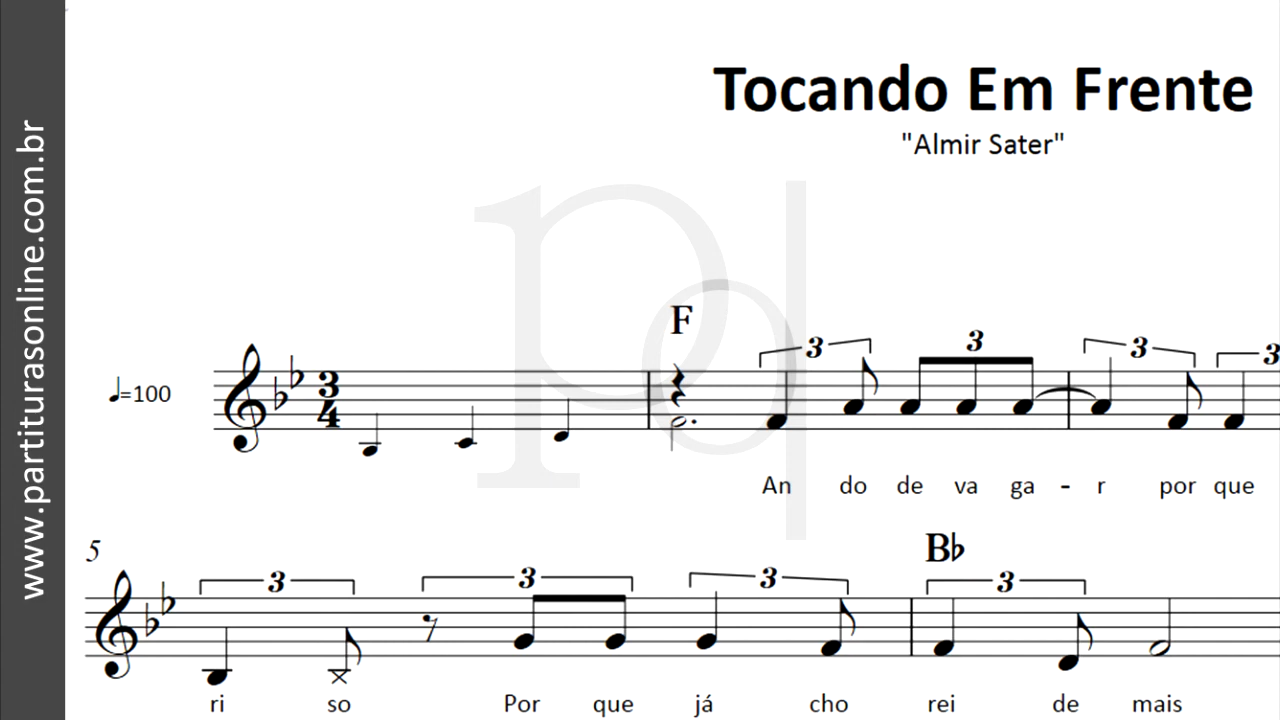 www.partiturasonline.com.br
Tocando Em Frente
"Almir Sater"
♩=100
F
3 3 3 3
3
4
An do de va ga - r por que
5
Bb
3 3 3 3
ri so Por que já cho rei de mais